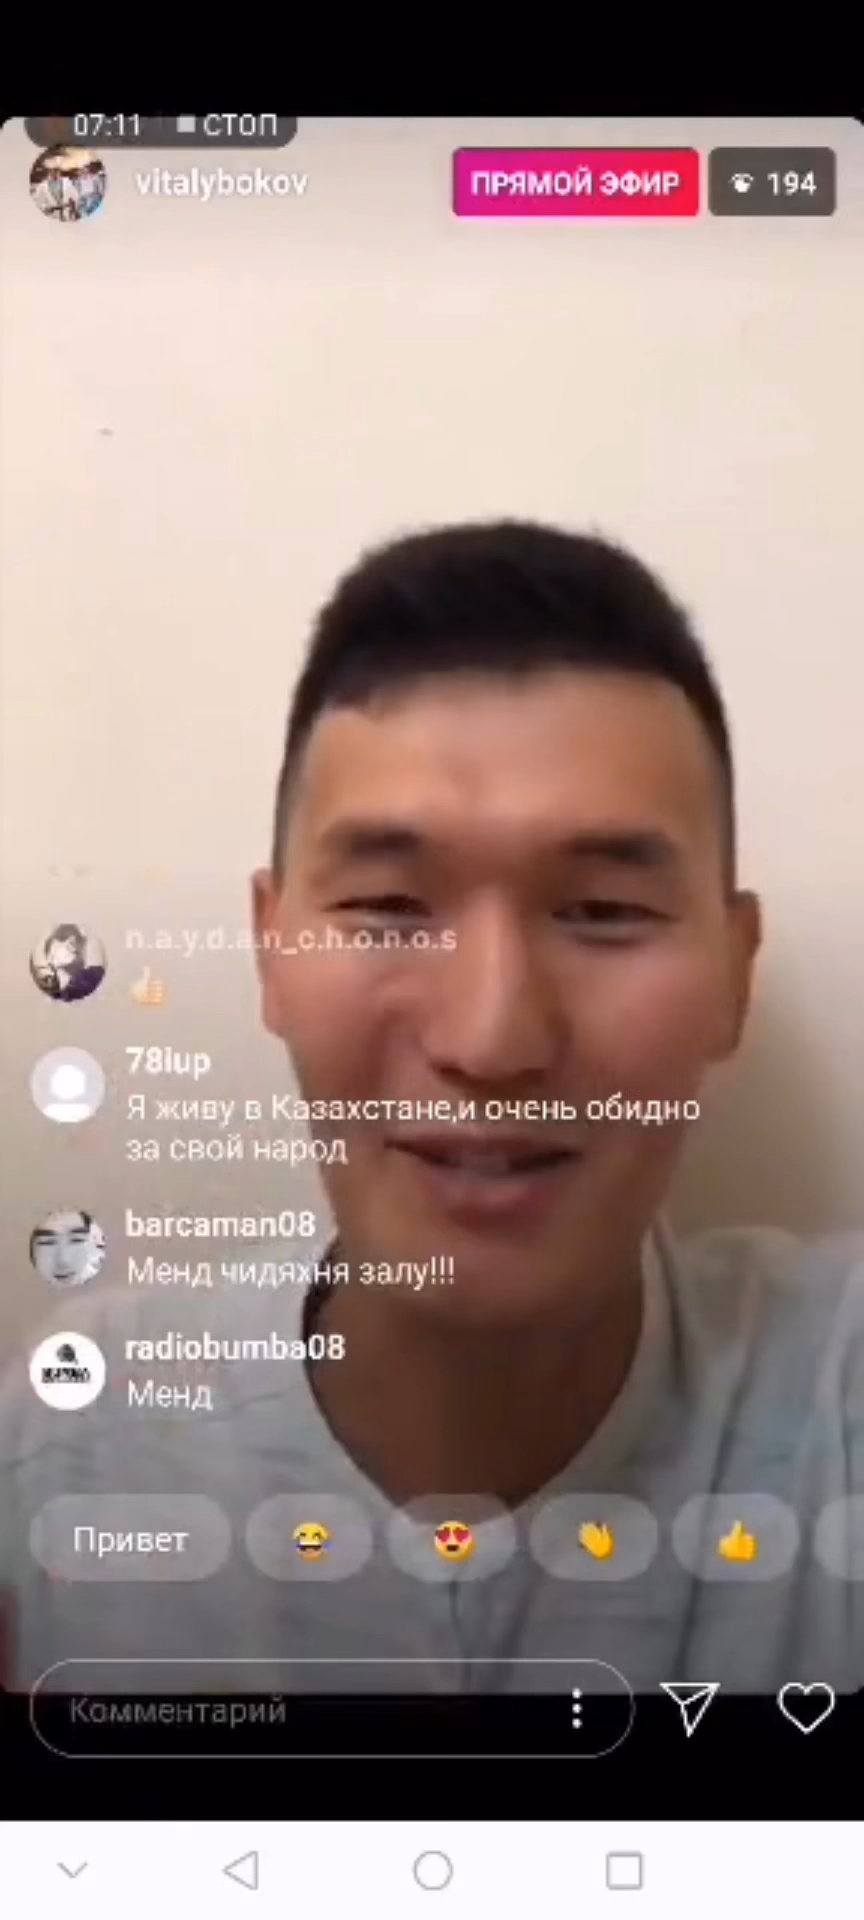 07:11 СТОП
vitalybokov
ПРЯМОЙ ЭФИР
194
n.a.y.d.a.n_c.h.o.n.o.s
👍
78iup
Я живу в Казахстане,и очень обидно
за свой народ
barcaman08
Менд чидяхня залу!!!
radiobumba08
Менд
Привет 😂 😍 👏 👍
Комментарий